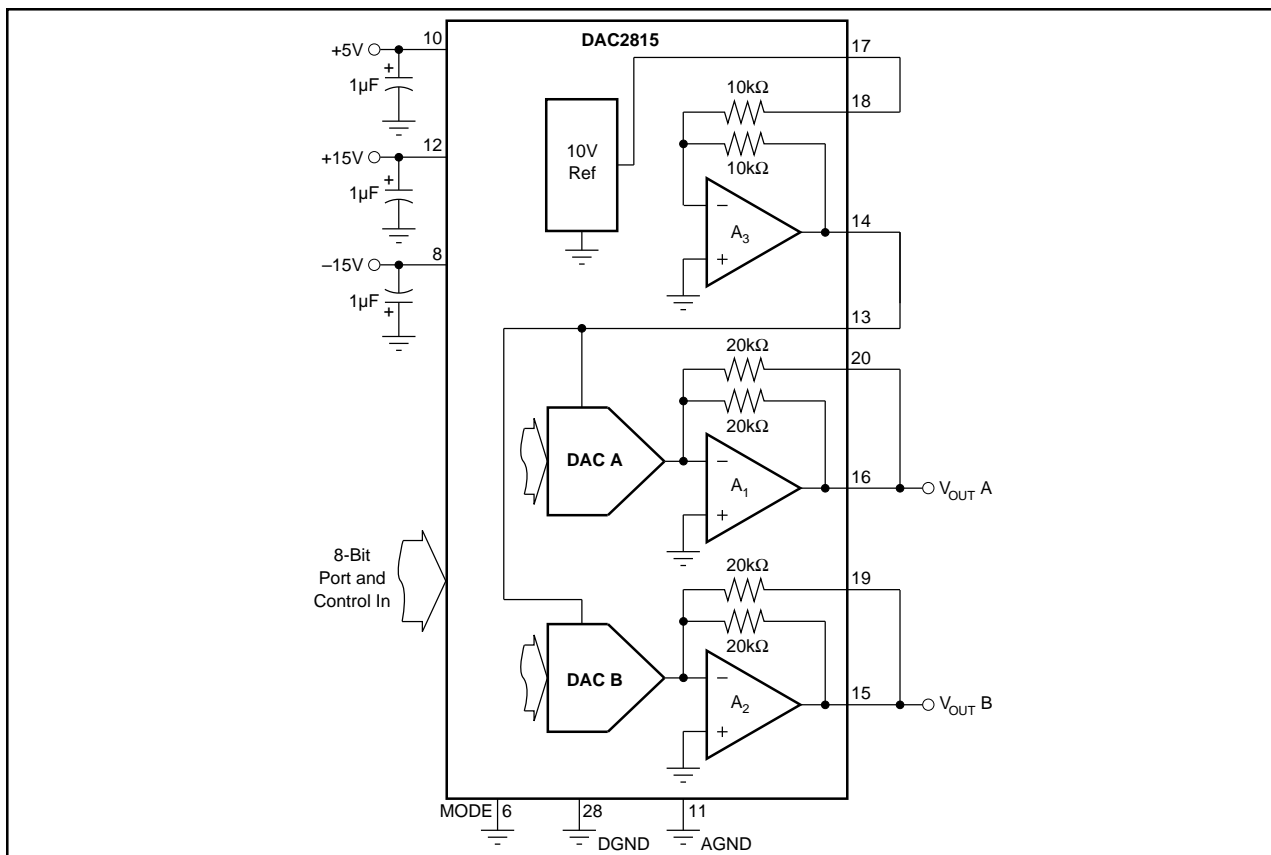 DAC2815
+5V
10
+
1µF
+15V
12
+
1µF
–15V
8
1µF
+
17
10kΩ
18
10kΩ
10V
Ref
–
A3
+
14
13
20kΩ
20
20kΩ
DAC A
–
A1
+
16
VOUT A
8-Bit
Port and
Control In
20kΩ
19
20kΩ
DAC B
–
A2
+
15
VOUT B
MODE 6
28
DGND
11
AGND